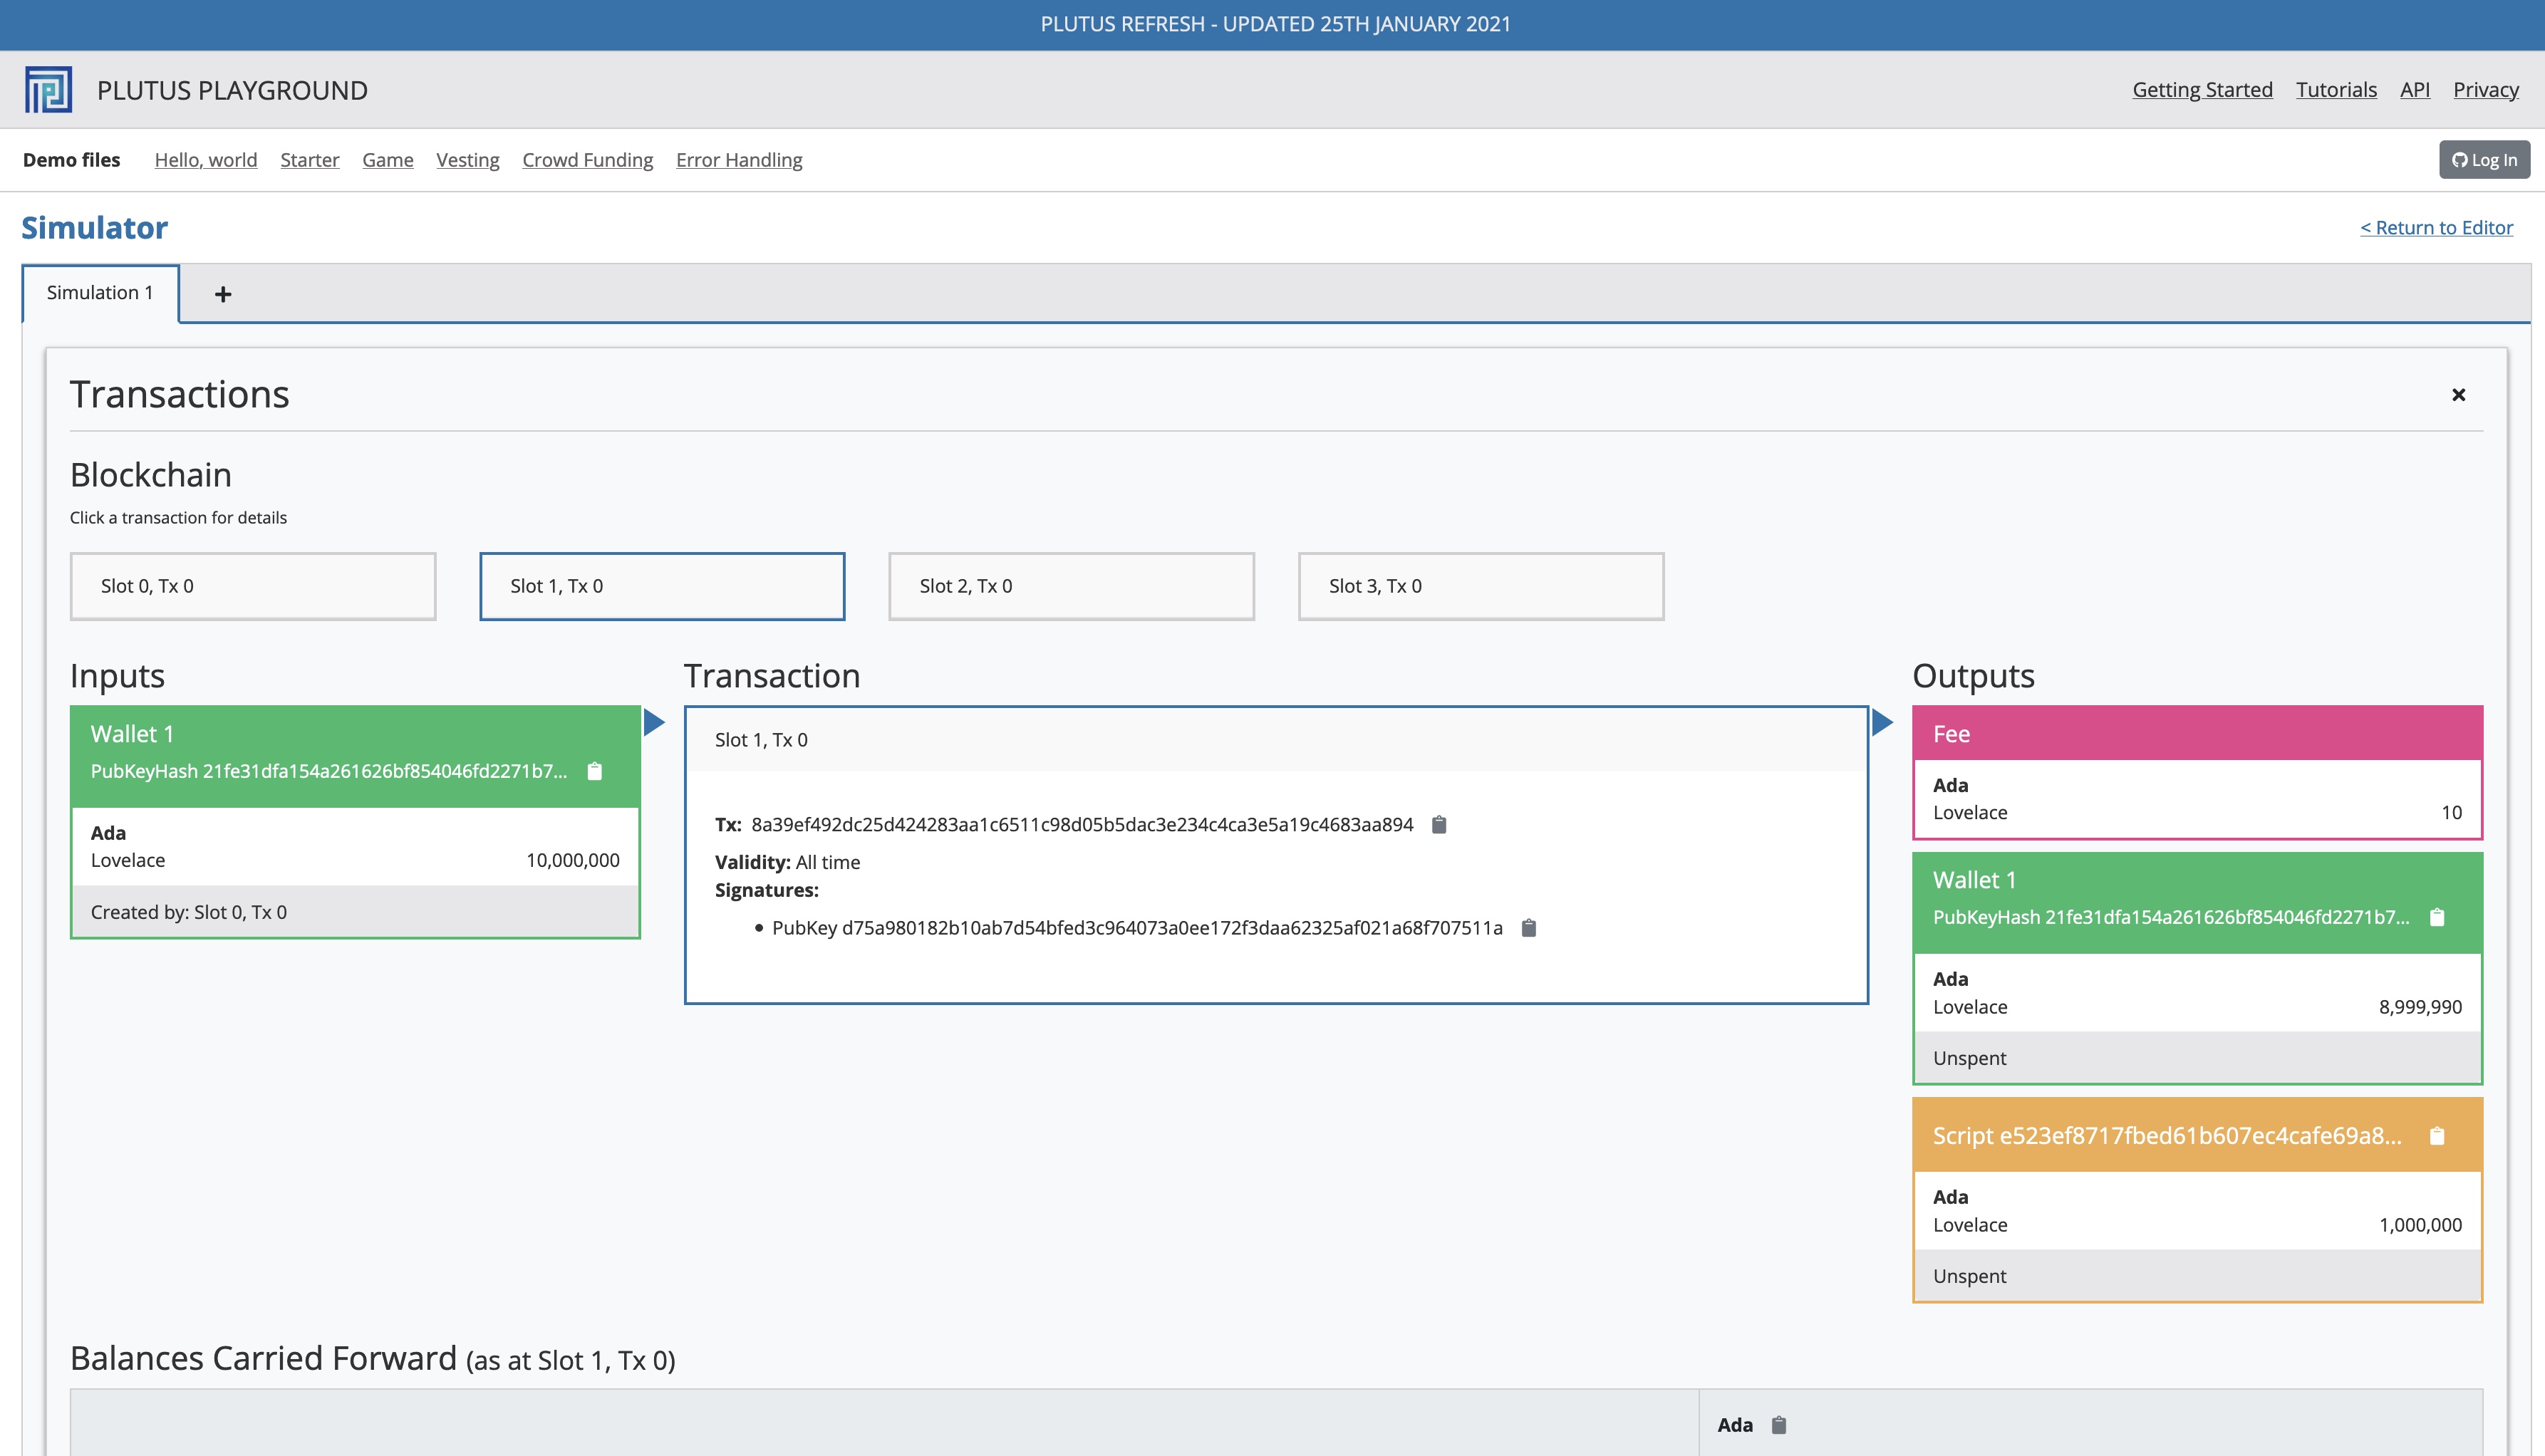 PLUTUS REFRESH - UPDATED 25TH JANUARY 2021
PLUTUS PLAYGROUND
Getting Started Tutorials API Privacy
Demo files Hello, world Starter Game Vesting Crowd Funding Error Handling
Log In
Simulator
< Return to Editor
Simulation 1
Transactions
Blockchain
Click a transaction for details
Slot 0, Tx 0
Slot 1, Tx 0
Slot 2, Tx 0
Slot 3, Tx 0
Inputs
Wallet 1
PubKeyHash 21fe31dfa154a261626bf854046fd2271b7...
Ada
Lovelace 10,000,000
Created by: Slot 0, Tx 0
Transaction
Slot 1, Tx 0
Tx: 8a39ef492dc25d424283aa1c6511c98d05b5dac3e234c4ca3e5a19c4683aa894
Validity: All time
Signatures:
• PubKey d75a980182b10ab7d54bfed3c964073a0ee172f3daa62325af021a68f707511a
Outputs
Fee
Ada
Lovelace 10
Wallet 1
PubKeyHash 21fe31dfa154a261626bf854046fd2271b7...
Ada
Lovelace 8,999,990
Unspent
Script e523ef8717fbed61b607ec4cafe69a8...
Ada
Lovelace 1,000,000
Unspent
Balances Carried Forward (as at Slot 1, Tx 0)
Ada